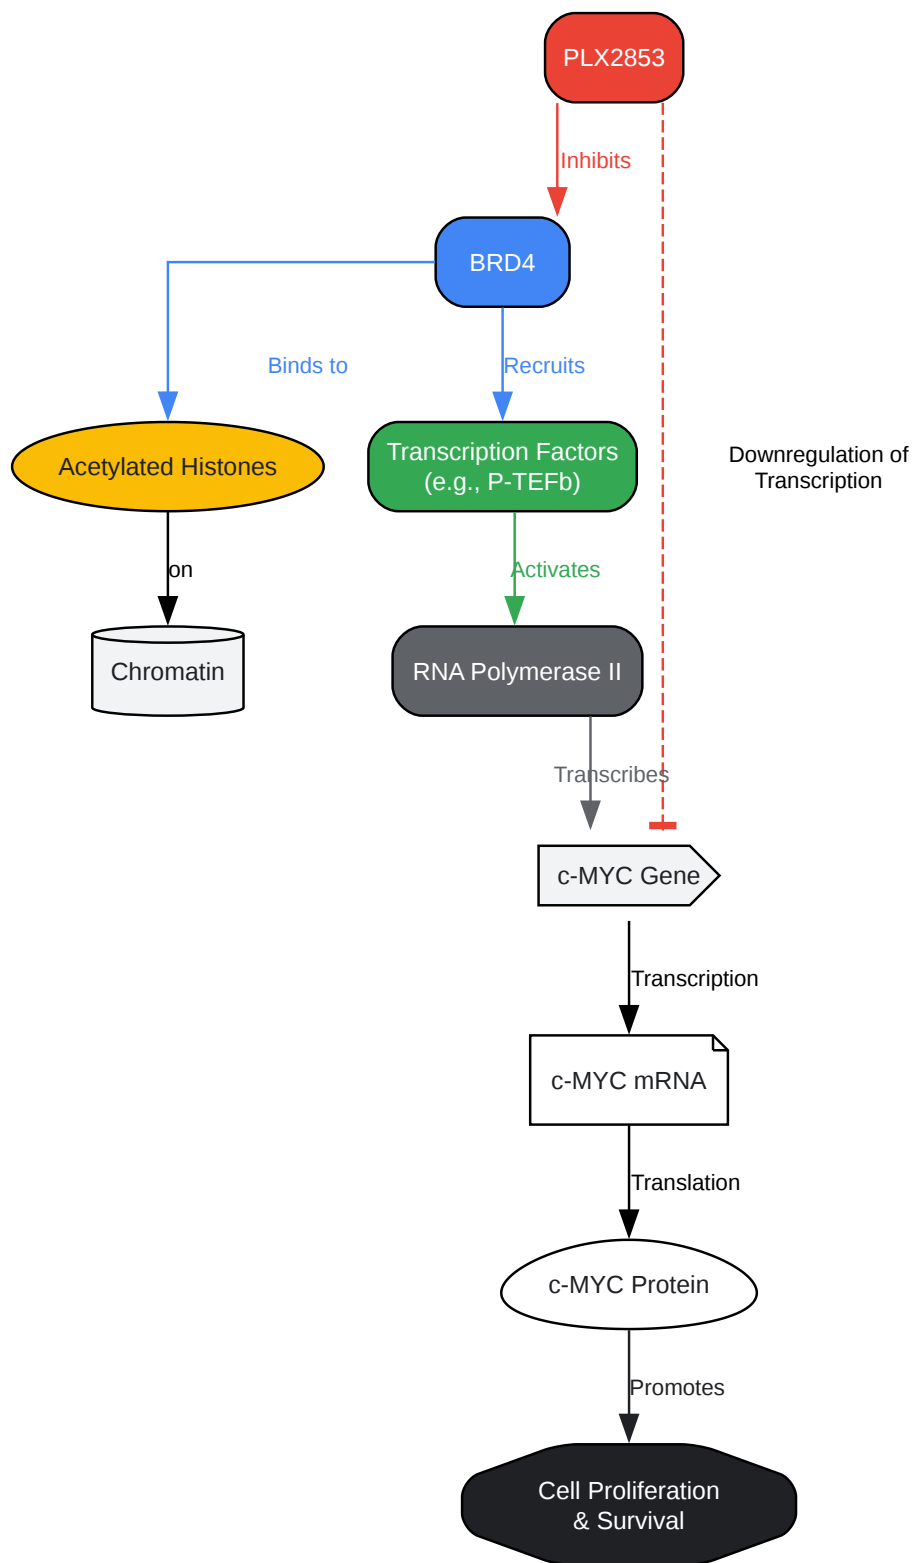 PLX2853
Inhibits
BRD4
Binds to
Recruits
Acetylated Histones
Transcription Factors
(e.g., P-TEFb)
Downregulation of
Transcription
on
Activates
Chromatin
RNA Polymerase II
Transcribes
c-MYC Gene
Transcription
c-MYC mRNA
Translation
c-MYC Protein
Promotes
Cell Proliferation
& Survival